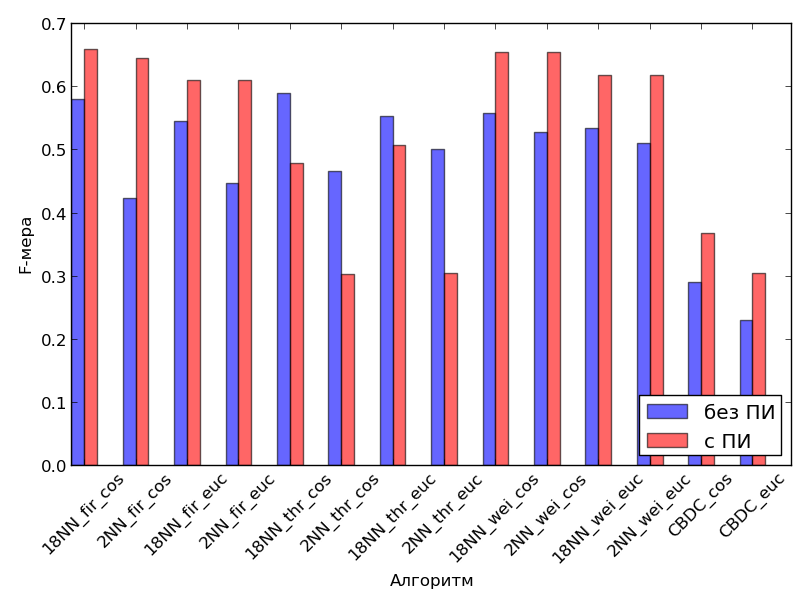 0.7
0.6
0.5
0.4
0.3
0.2
0.1
0.0
F-мера
без ПИ
с ПИ
18NN_fir_cos
2NN_fir_cos
18NN_fir_euc
2NN_fir_euc
18NN_thr_cos
2NN_thr_cos
18NN_thr_euc
2NN_thr_euc
18NN_wei_cos
2NN_wei_cos
18NN_wei_euc
2NN_wei_euc
CBDC_cos
CBDC_euc
Алгоритм